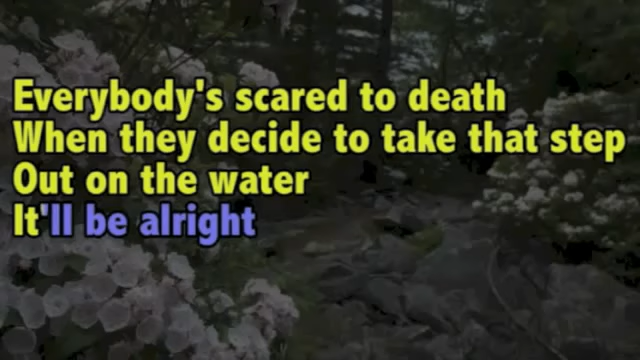 Everybody's scared to death
When they decide to take that step
Out on the water
It'll be alright